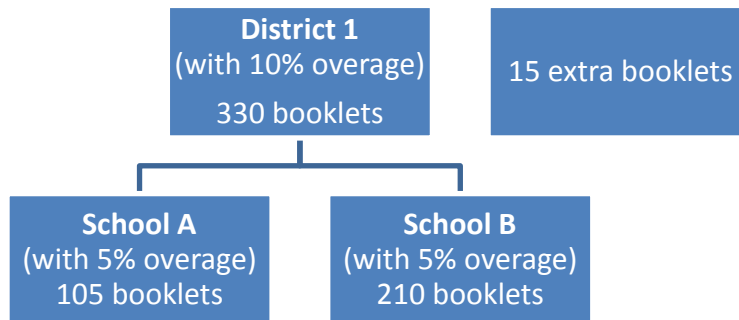 District 1
(with 10% overage)
330 booklets
15 extra booklets
School A
(with 5% overage)
105 booklets
School B
(with 5% overage)
210 booklets